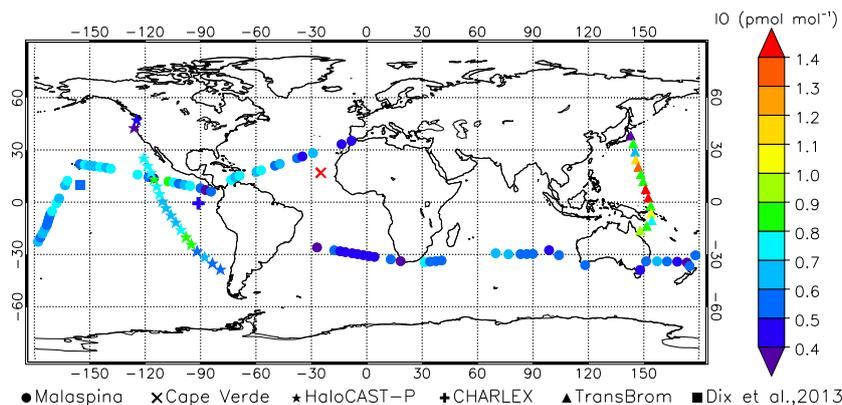 IO (pmol mol⁻¹)
−150 −120 −90 −60 −30 0 30 60 90 120 150
60 30 0 −30 −60
60 30 0 −30 −60
1.4
1.3
1.2
1.1
1.0
0.9
0.8
0.7
0.6
0.5
0.4
−150 −120 −90 −60 −30 0 30 60 90 120 150
Malaspina Cape Verde HaloCAST−P CHARLEX TransBrom Dix et al.,2013